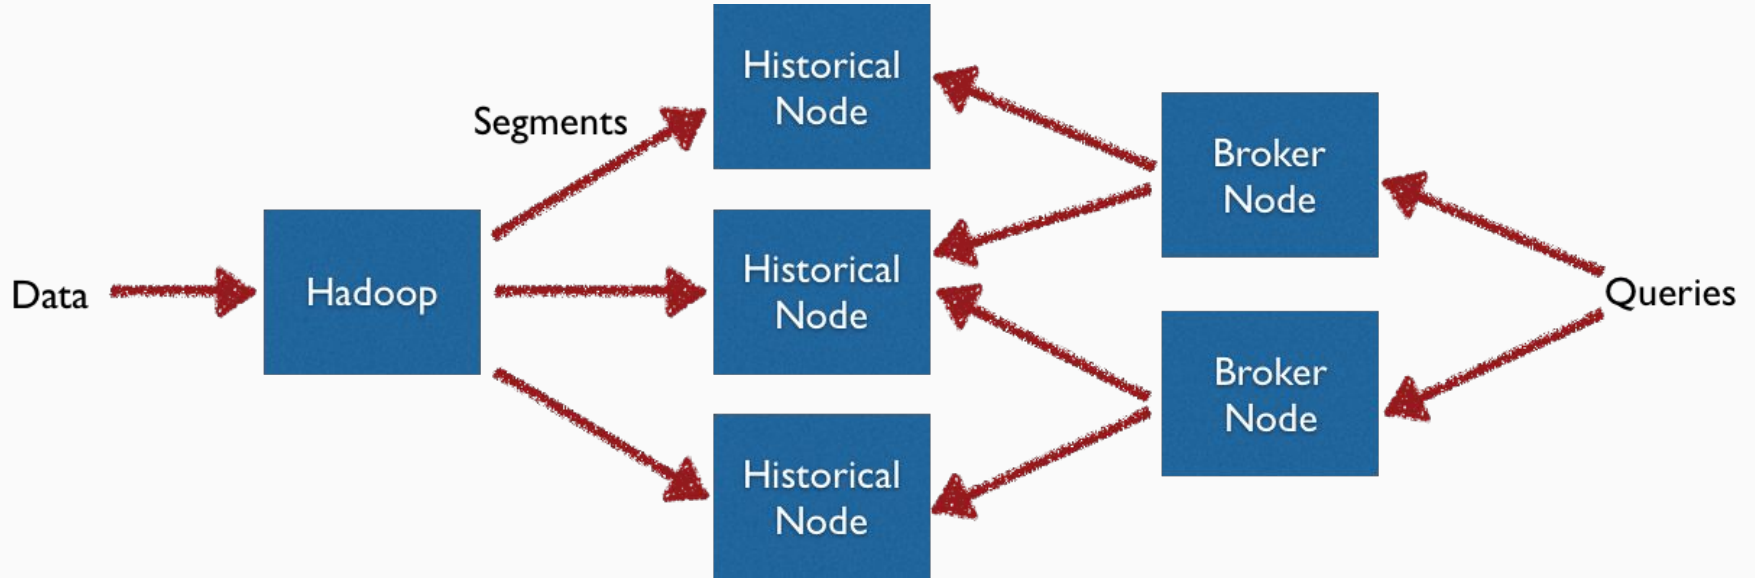 Data
Hadoop
Segments
Historical
Node
Historical
Node
Historical
Node
Broker
Node
Broker
Node
Queries